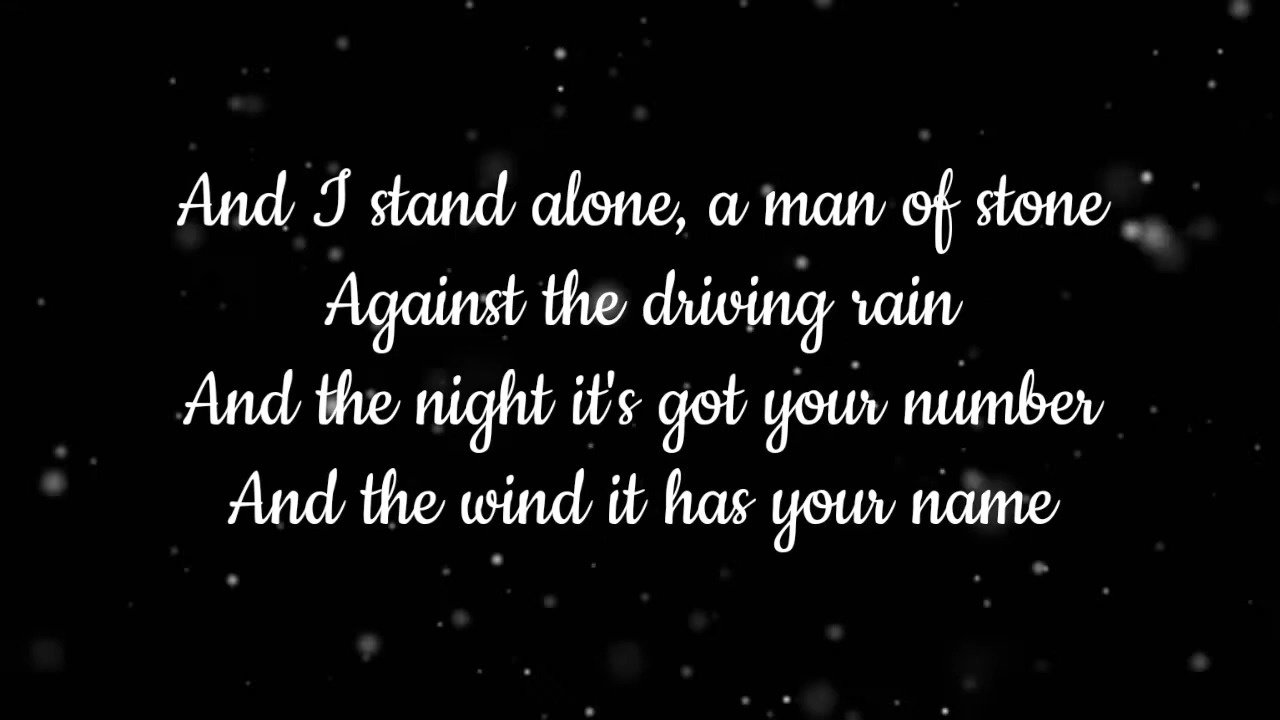 And I stand alone, a man of stone
Against the driving rain
And the night it's got your number
And the wind it has your name